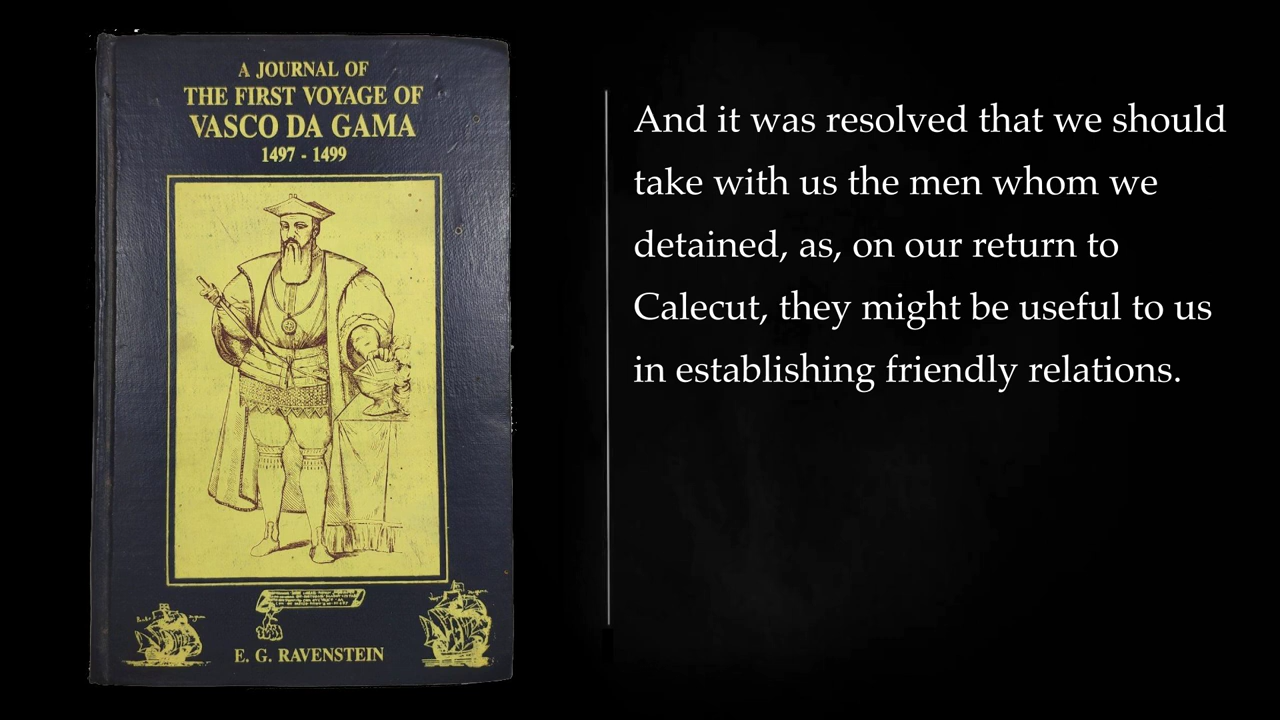 A JOURNAL OF
THE FIRST VOYAGE OF
VASCO DA GAMA
1497 - 1499
E. G. RAVENSTEIN
And it was resolved that we should
take with us the men whom we
detained, as, on our return to
Calecut, they might be useful to us
in establishing friendly relations.